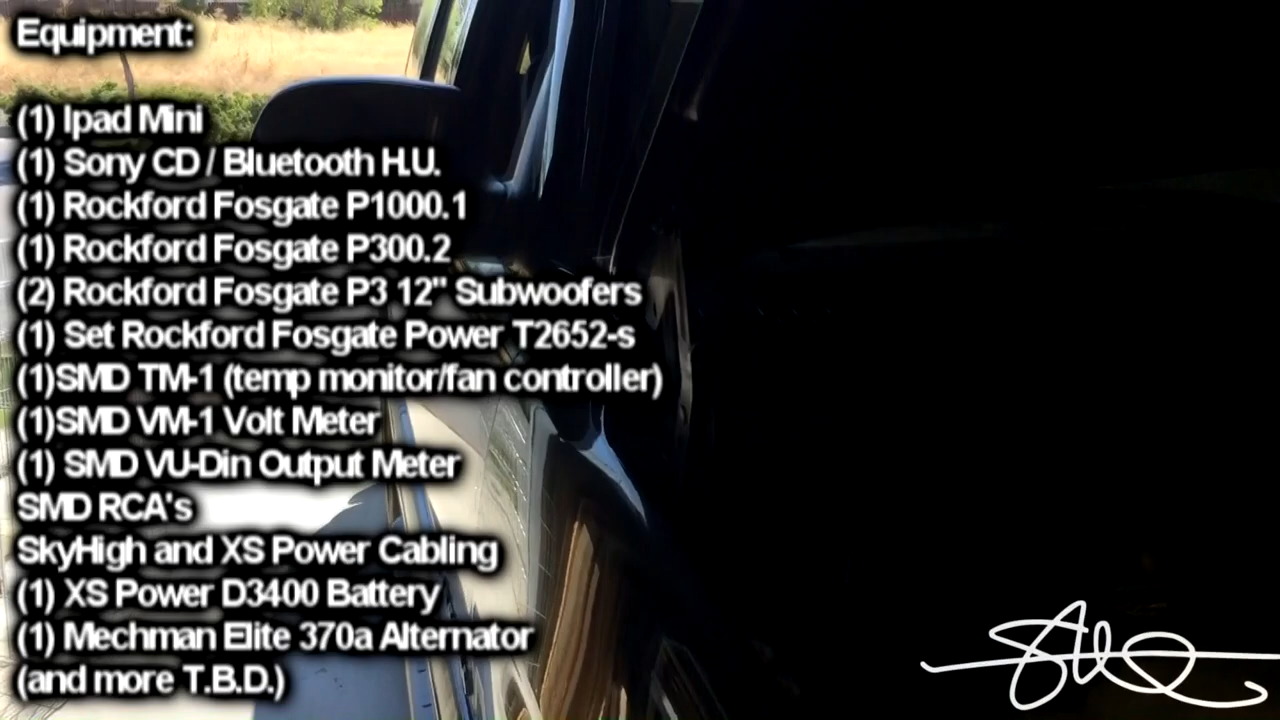 Equipment:
(1) Ipad Mini
(1) Sony CD / Bluetooth H.U.
(1) Rockford Fosgate P1000.1
(1) Rockford Fosgate P300.2
(2) Rockford Fosgate P3 12" Subwoofers
(1) Set Rockford Fosgate Power T2652-s
(1)SMD TM-1 (temp monitor/fan controller)
(1)SMD VM-1 Volt Meter
(1) SMD VU-Din Output Meter
SMD RCA's
SkyHigh and XS Power Cabling
(1) XS Power D3400 Battery
(1) Mechman Elite 370a Alternator
(and more T.B.D.)